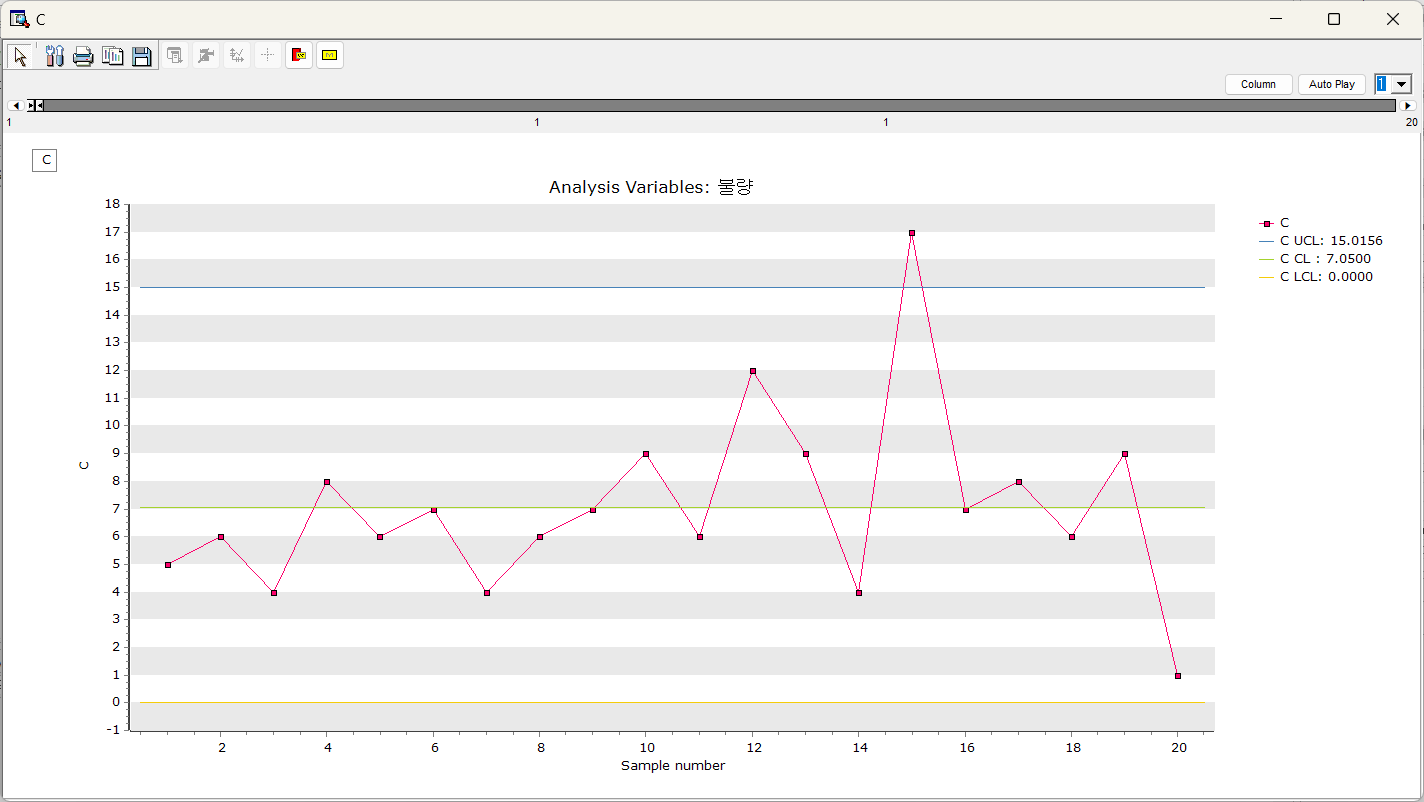 C
Column Auto Play 1
1 1 1 20
C
Analysis Variables: 불량
18
17
16
15
14
13
12
11
10
9
8
7
6
5
4
3
2
1
0
-1
C
2 4 6 8 10 12 14 16 18 20
Sample number
C
C UCL: 15.0156
C CL : 7.0500
C LCL: 0.0000